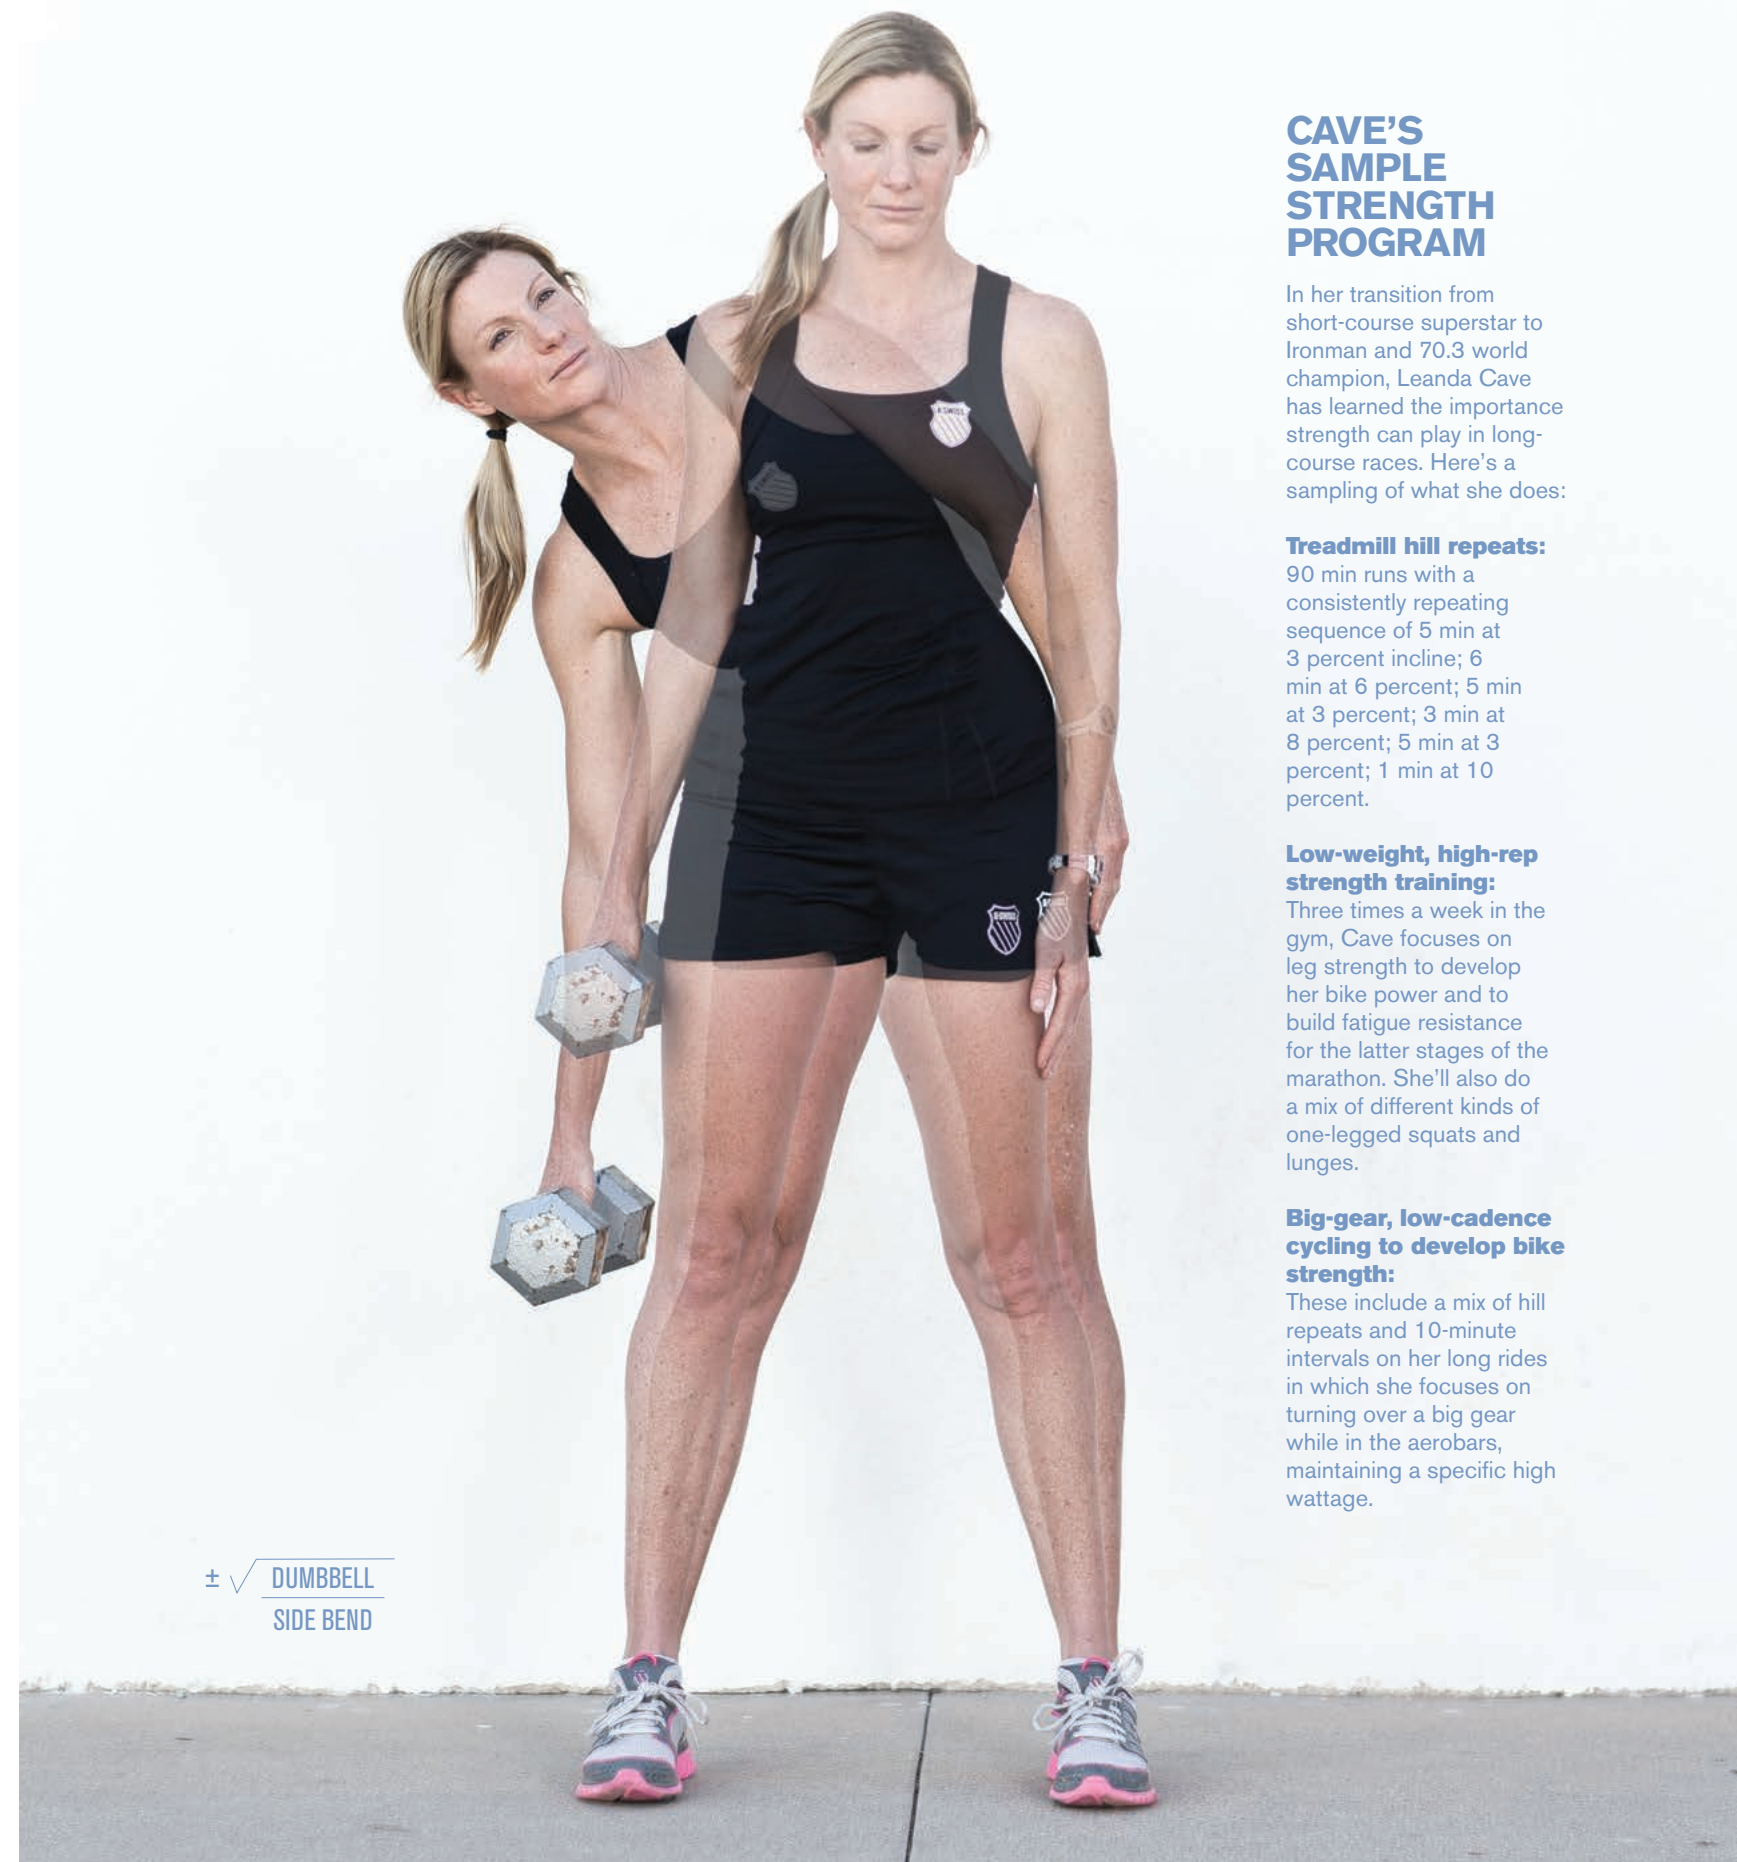 CAVE'S
SAMPLE
STRENGTH
PROGRAM
In her transition from
short-course superstar to
Ironman and 70.3 world
champion, Leanda Cave
has learned the importance
strength can play in long-
course races. Here's a
sampling of what she does:
Treadmill hill repeats:
90 min runs with a
consistently repeating
sequence of 5 min at
3 percent incline; 6
min at 6 percent; 5 min
at 3 percent; 3 min at
8 percent; 5 min at 3
percent; 1 min at 10
percent.
Low-weight, high-rep
strength training:
Three times a week in the
gym, Cave focuses on
leg strength to develop
her bike power and to
build fatigue resistance
for the latter stages of the
marathon. She'll also do
a mix of different kinds of
one-legged squats and
lunges.
Big-gear, low-cadence
cycling to develop bike
strength:
These include a mix of hill
repeats and 10-minute
intervals on her long rides
in which she focuses on
turning over a big gear
while in the aerobars,
maintaining a specific high
wattage.
± √ DUMBBELL
SIDE BEND
K·SWISS
K·SWISS